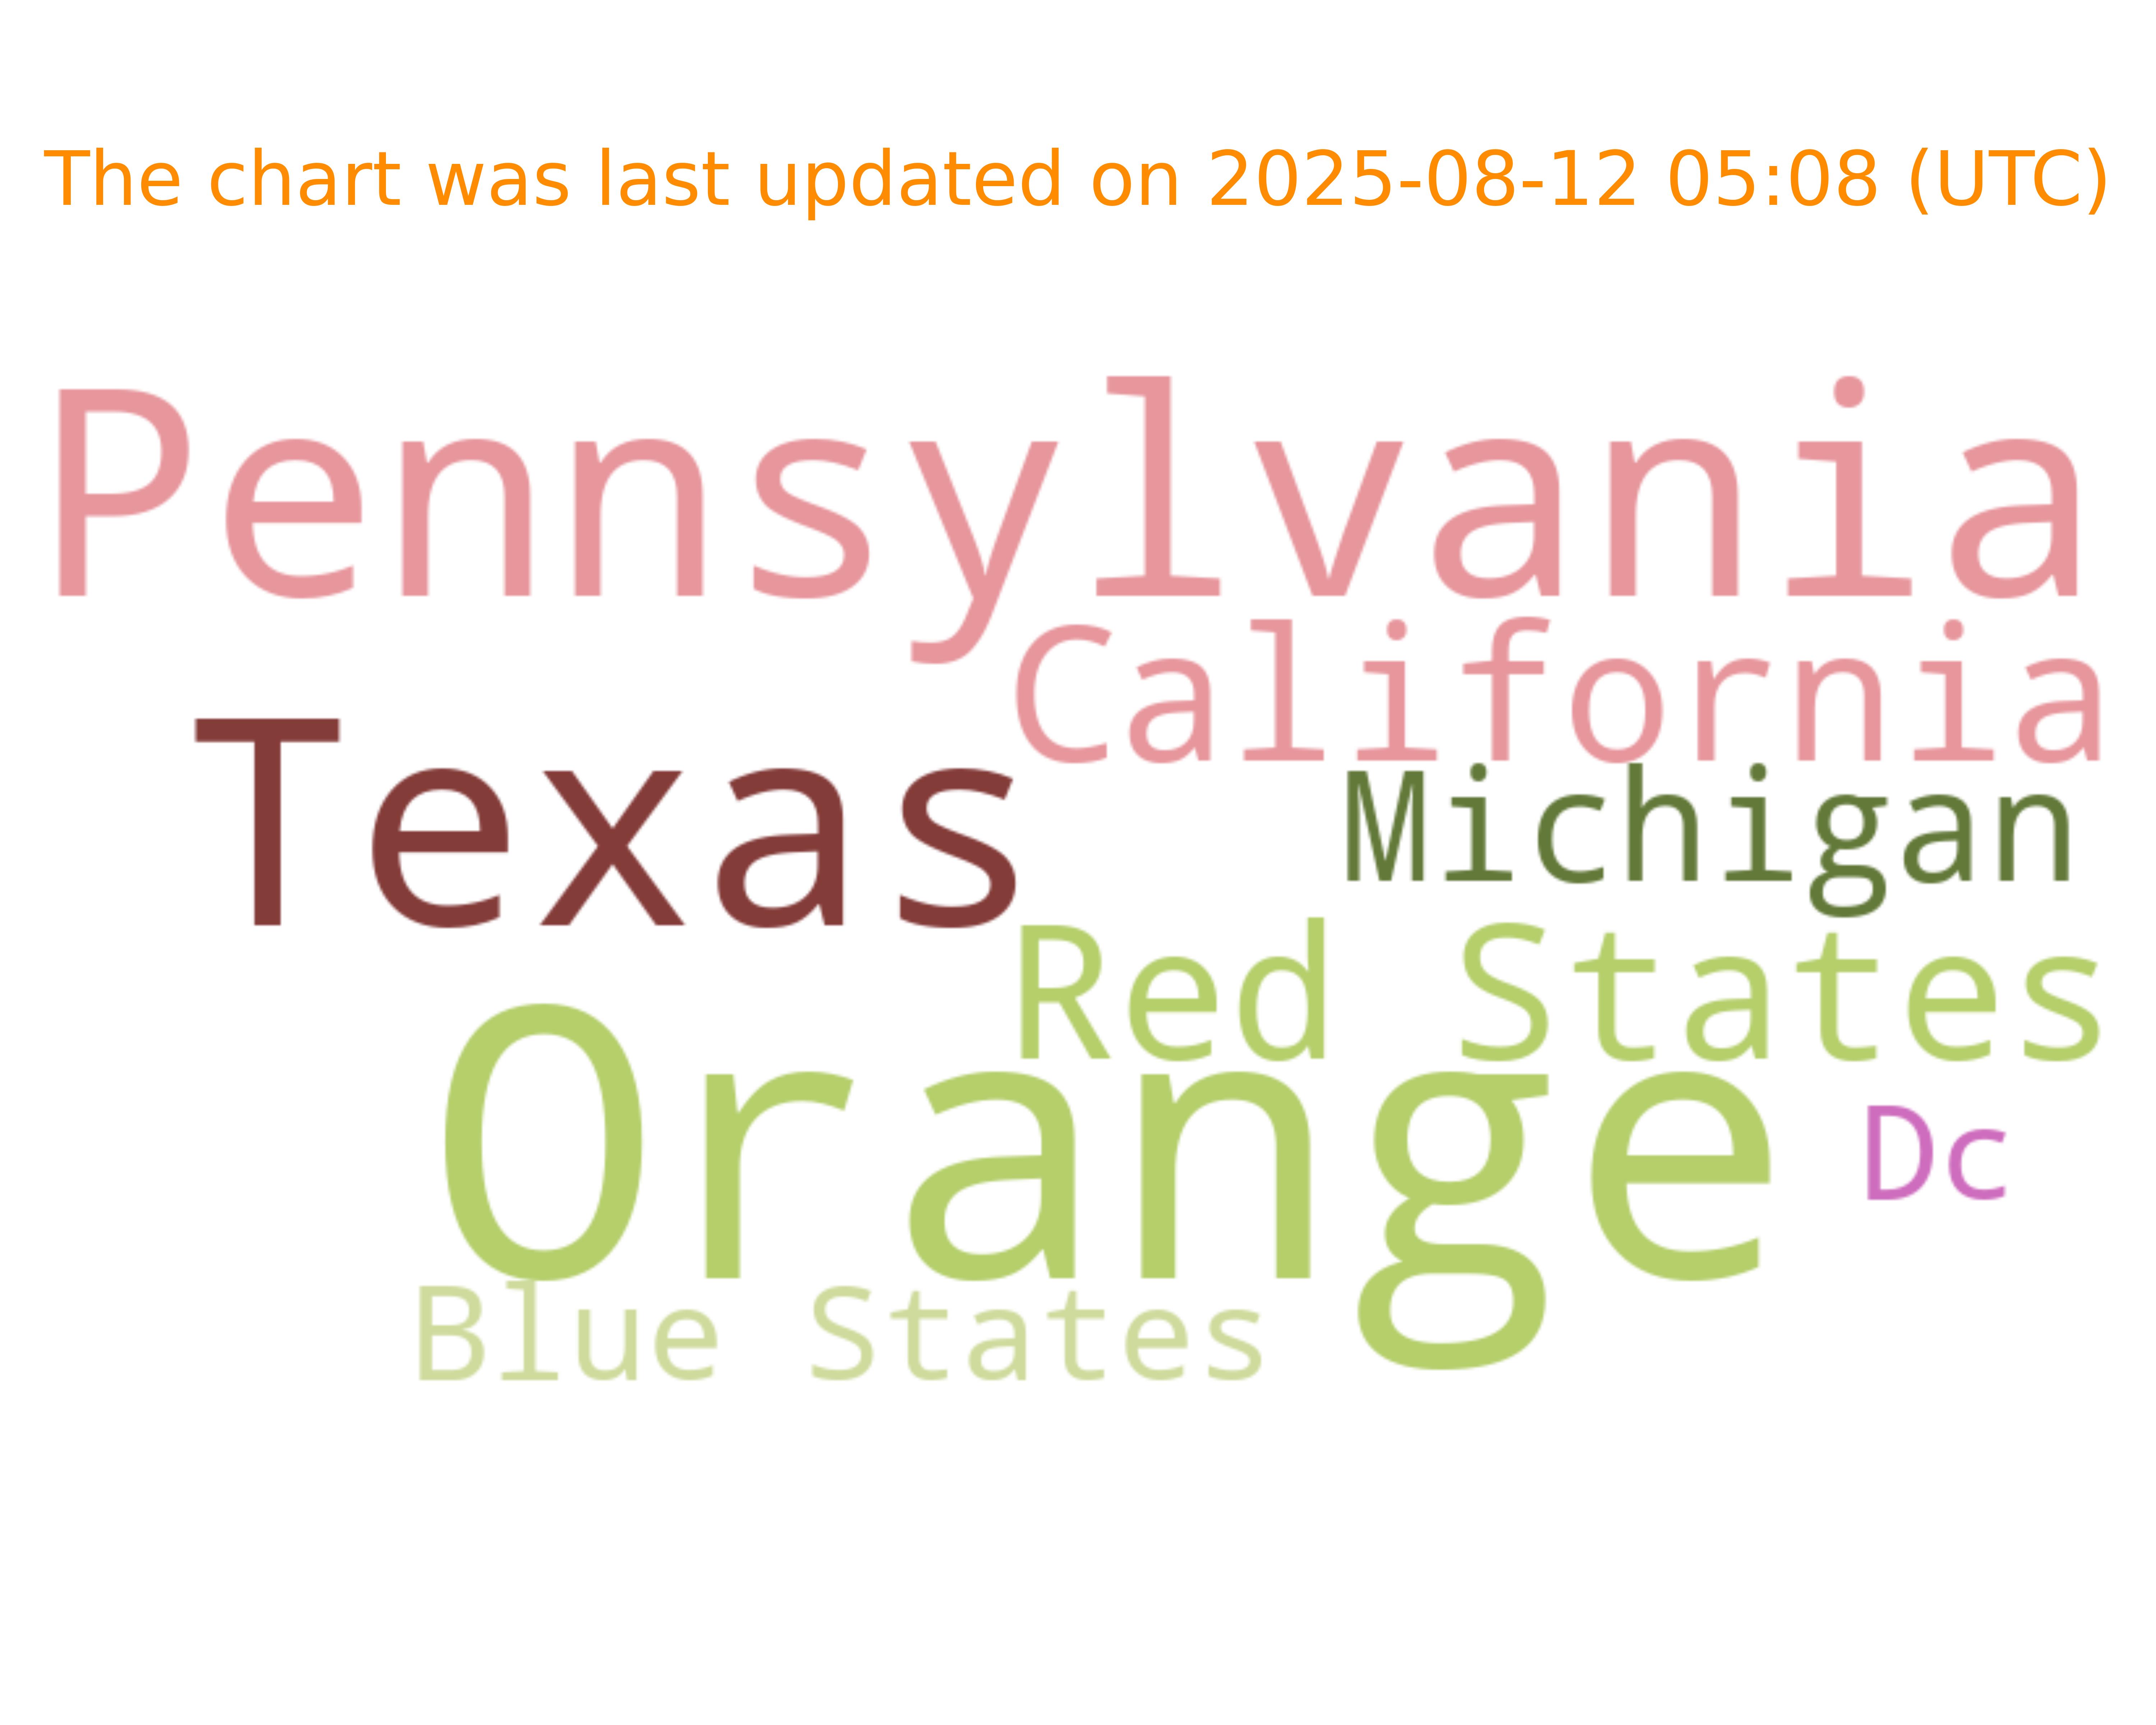 The chart was last updated on 2025-08-12 05:08 (UTC)
Pennsylvania
California
Texas
Michigan
Red States
Orange
Dc
Blue States